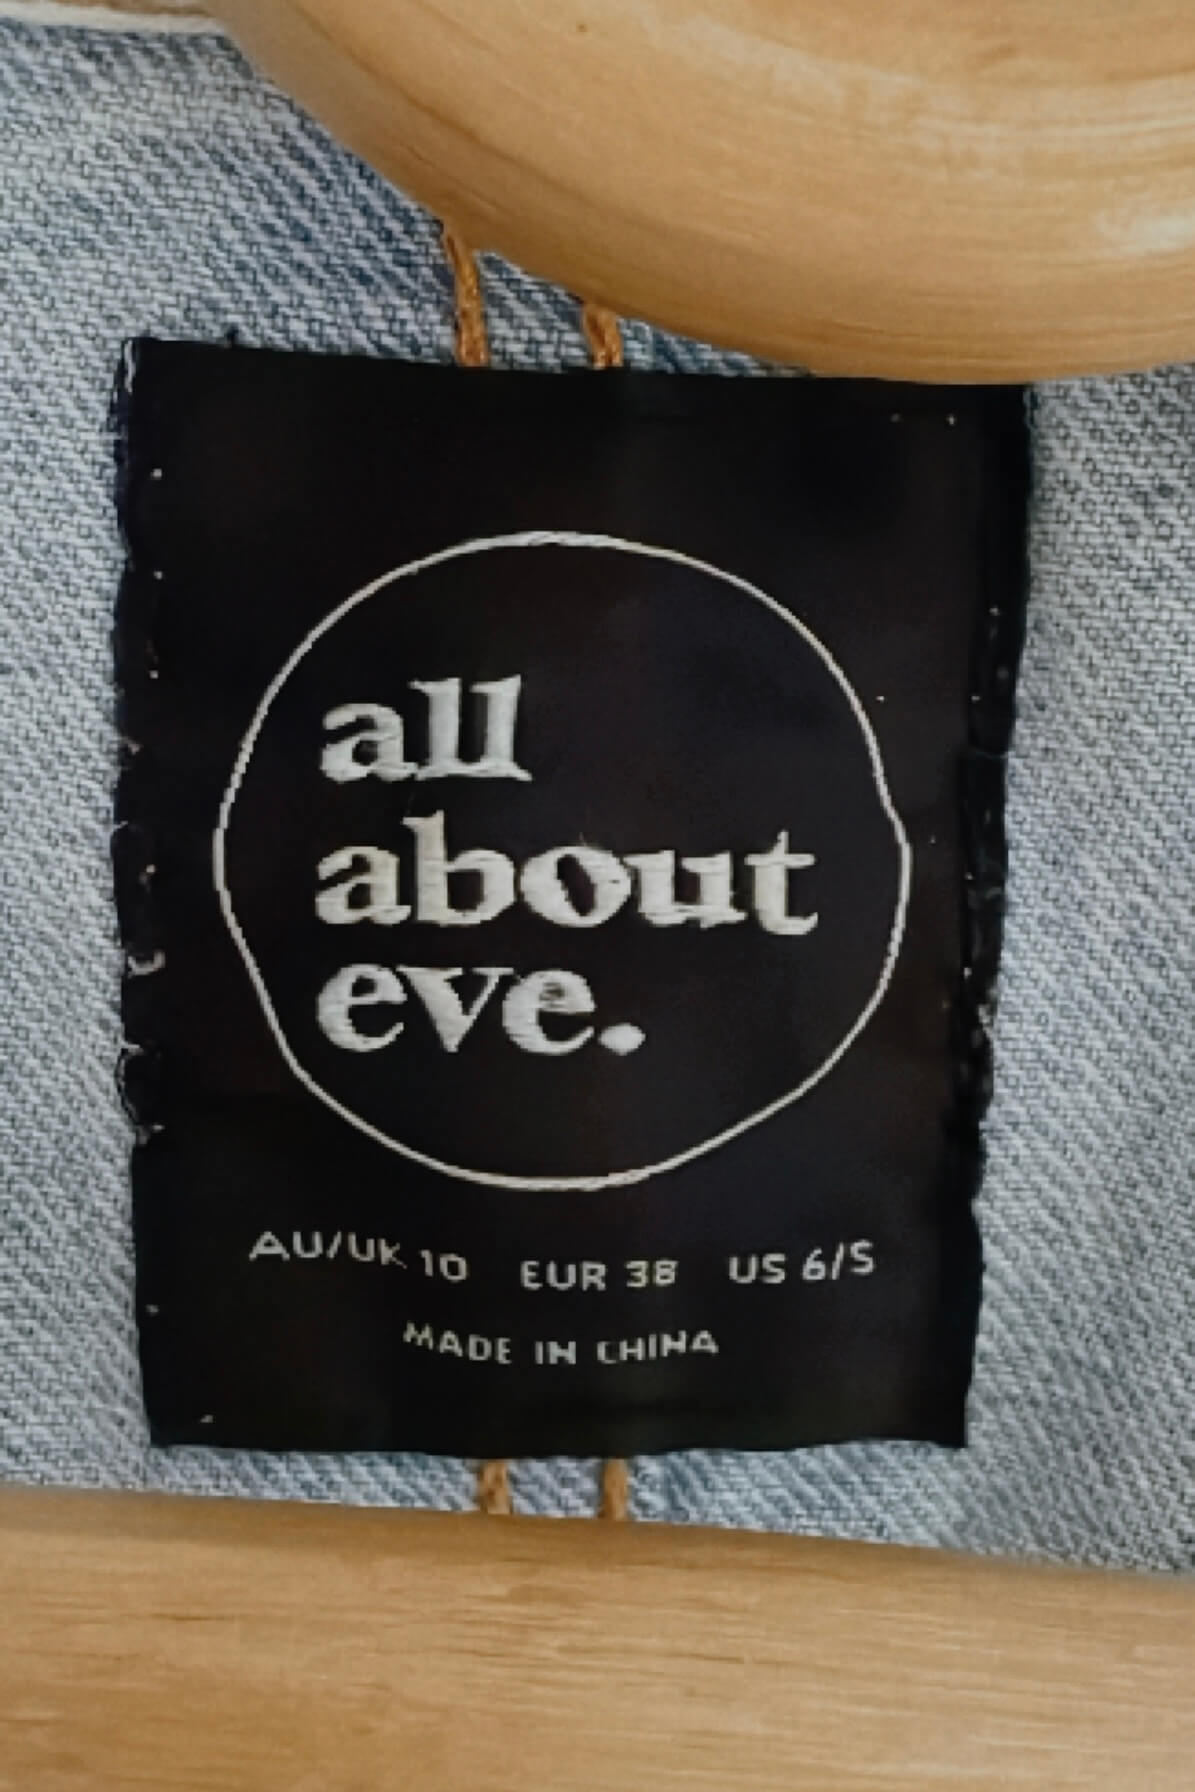 all
about
eve.
AU/UK 10 EUR 38 US 6/S
MADE IN CHINA